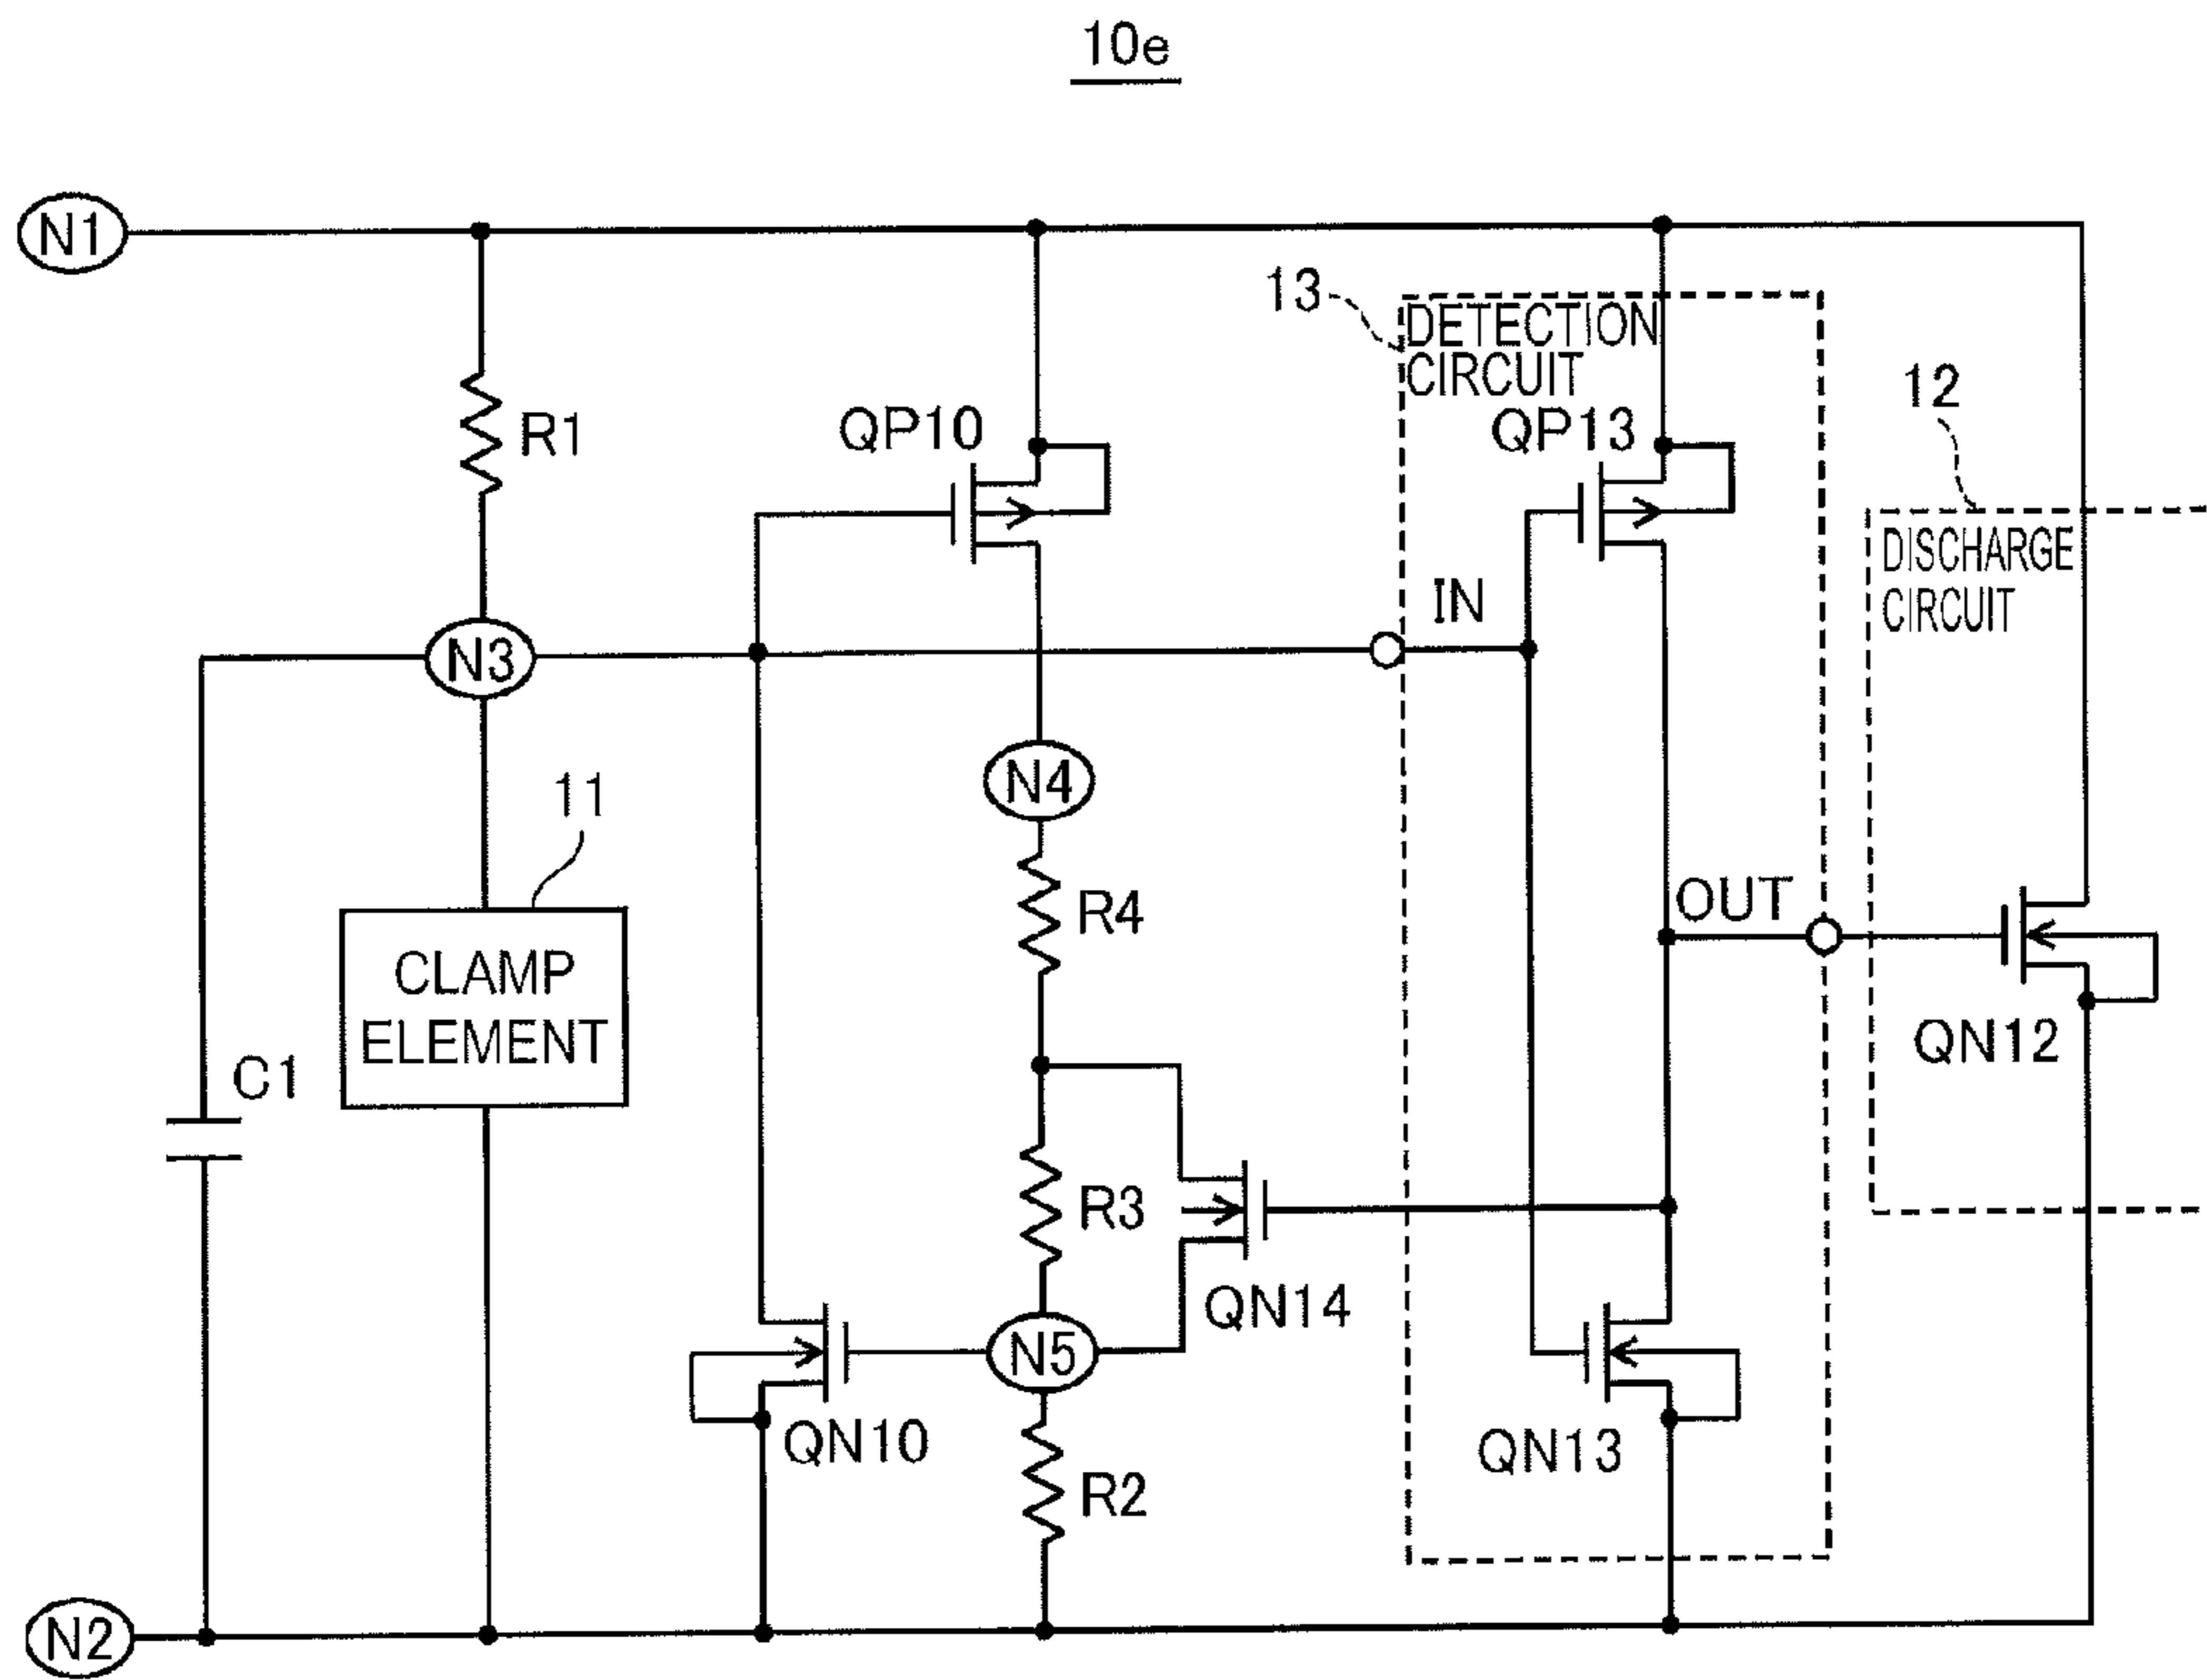 10e
N1
13
DETECTION
CIRCUIT
12
R1
QP10
QP13
DISCHARGE
CIRCUIT
IN
N3
N4
11
CLAMP
ELEMENT
R4
OUT
C1
QN12
R3
QN14
N5
QN10
QN13
R2
N2